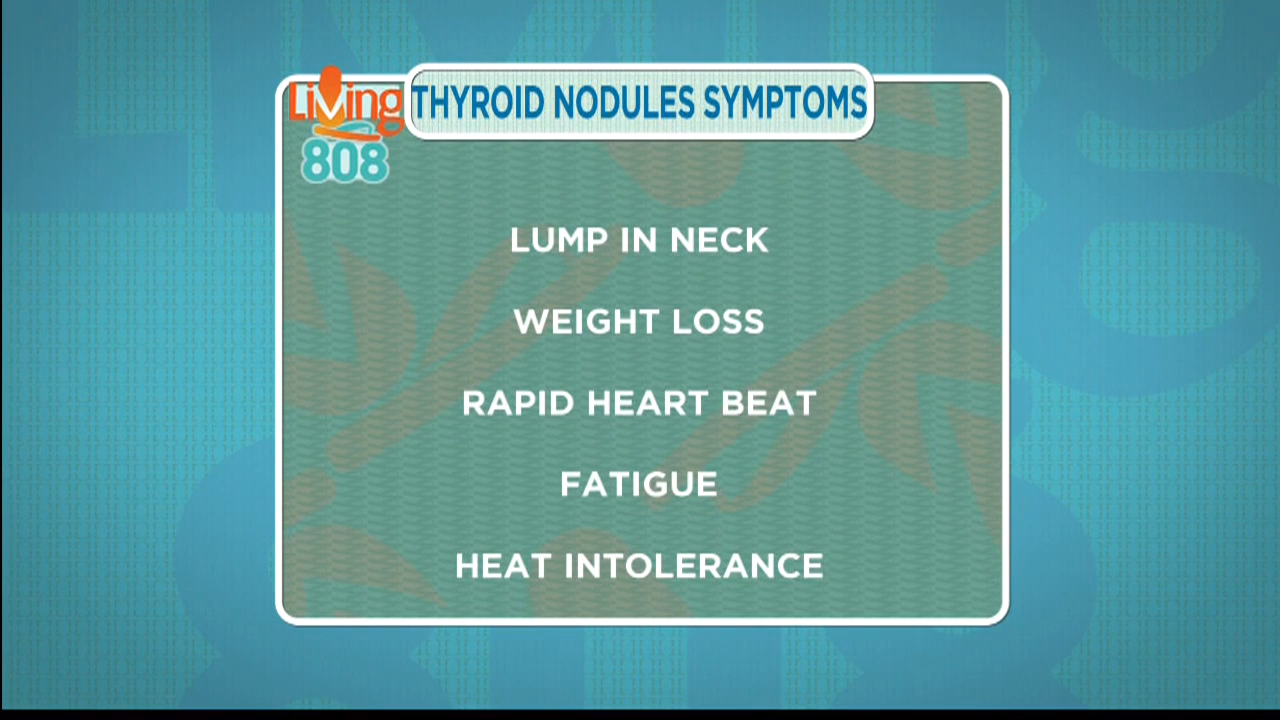 Living
808
THYROID NODULES SYMPTOMS
LUMP IN NECK
WEIGHT LOSS
RAPID HEART BEAT
FATIGUE
HEAT INTOLERANCE